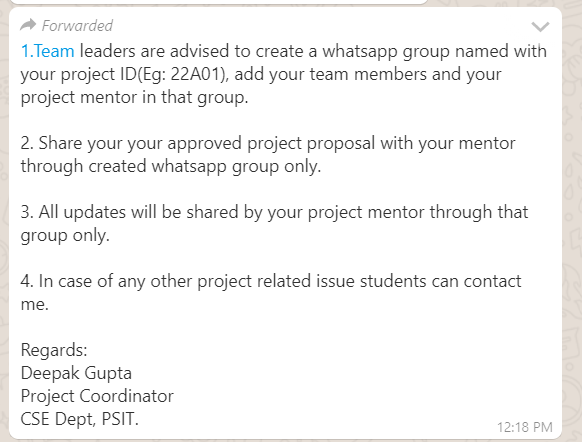 Forwarded
1.Team leaders are advised to create a whatsapp group named with
your project ID(Eg: 22A01), add your team members and your
project mentor in that group.
2. Share your your approved project proposal with your mentor
through created whatsapp group only.
3. All updates will be shared by your project mentor through that
group only.
4. In case of any other project related issue students can contact
me.
Regards:
Deepak Gupta
Project Coordinator
CSE Dept, PSIT.
12:18 PM